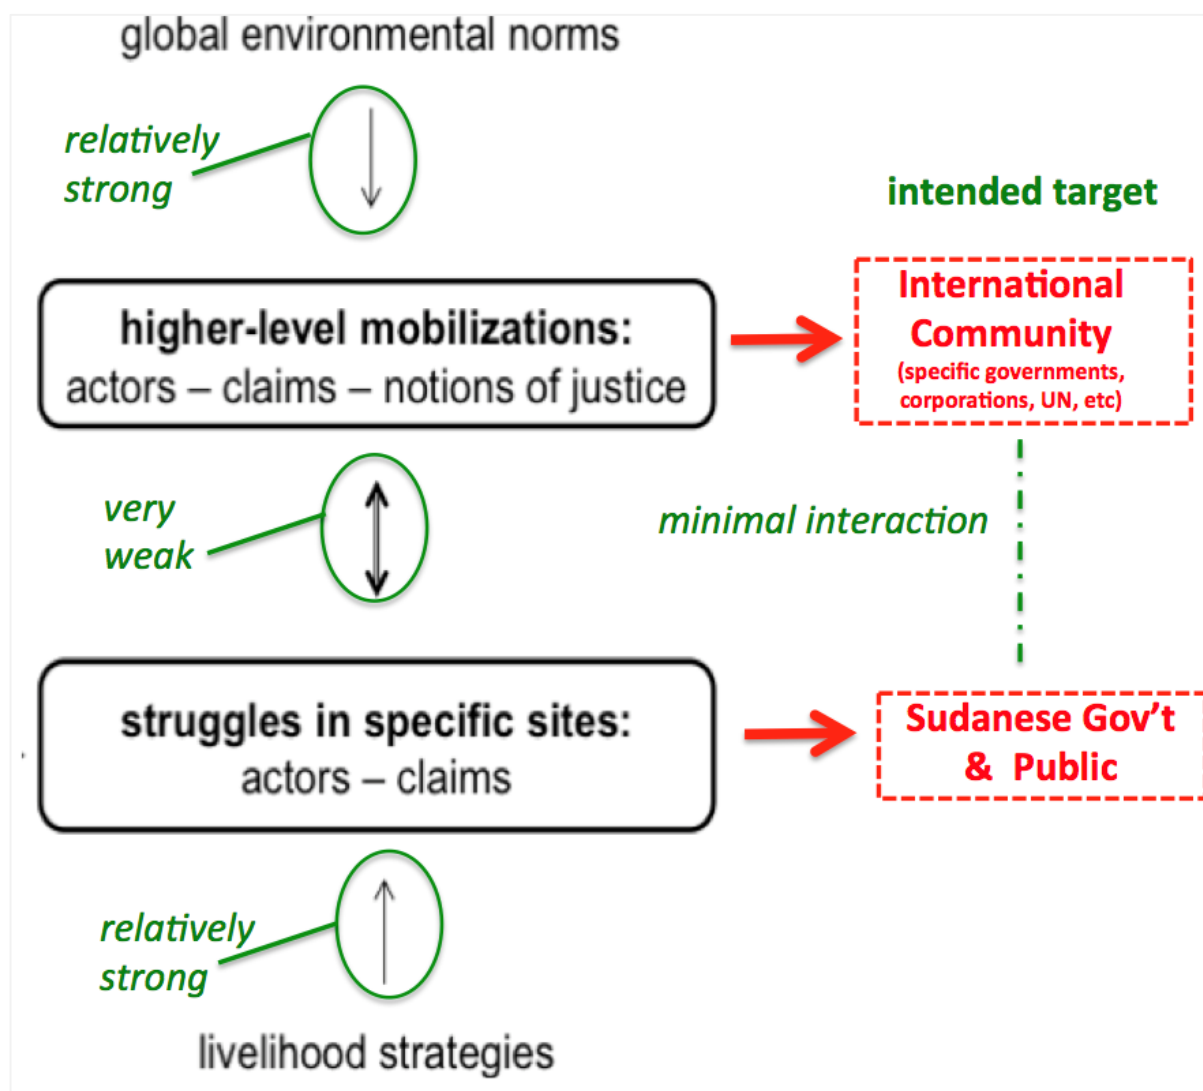 global environmental norms
relatively
strong
intended target
higher-level mobilizations:
actors – claims – notions of justice
International
Community
(specific governments,
corporations, UN, etc)
very
weak
minimal interaction
struggles in specific sites:
actors – claims
Sudanese Gov't
& Public
relatively
strong
livelihood strategies